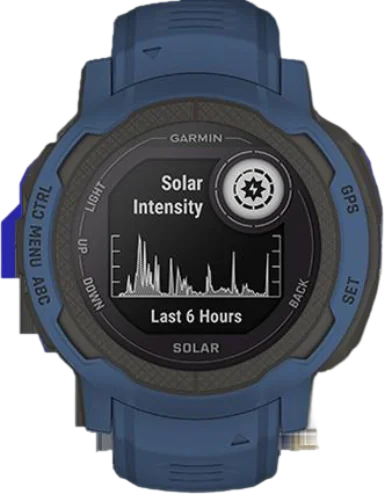 GARMIN
LIGHT
CTRL
MENU
UP
DOWN
ABC
GPS
SET
BACK
Solar
Intensity
Last 6 Hours
SOLAR